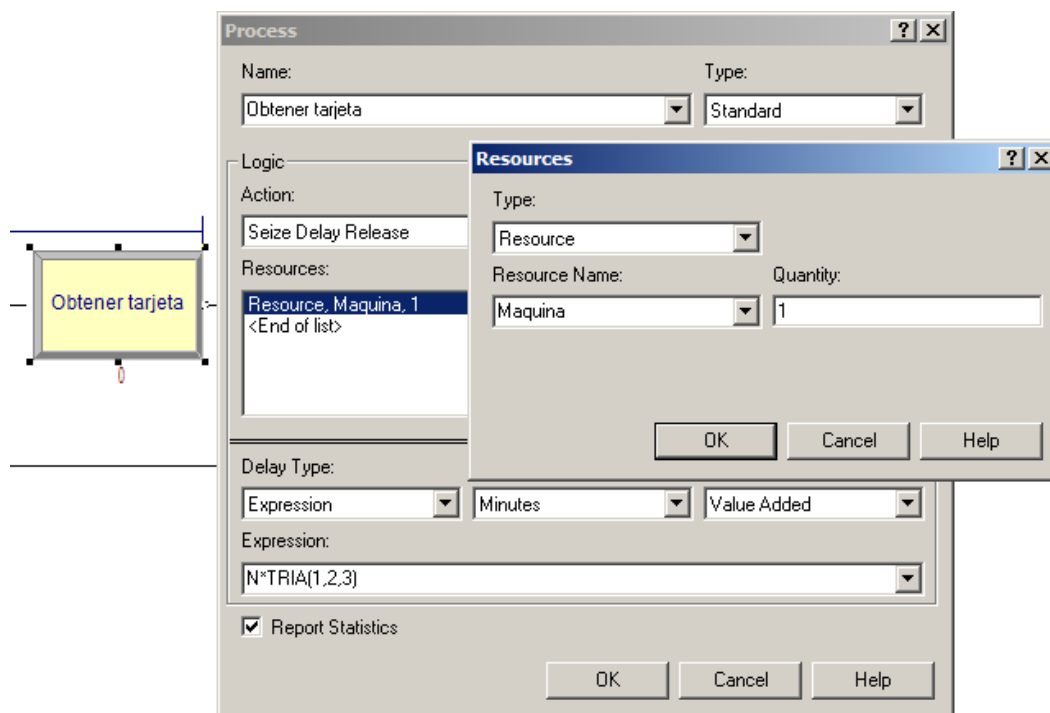 Process
Name:
Type:
Obtener tarjeta
Standard
Logic
Action:
Seize Delay Release
Resources:
Resource, Maquina, 1
<End of list>
Resources
Type:
Resource
Resource Name:
Quantity:
Maquina
1
OK
Cancel
Help
Obtener tarjeta
0
Delay Type:
Expression
Minutes
Value Added
Expression:
N*TRIA(1,2,3)
Report Statistics
OK
Cancel
Help